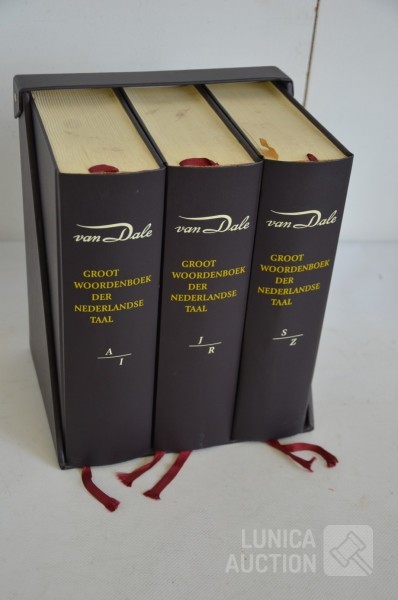 van Dale
GROOT
WOORDENBOEK
DER
NEDERLANDSE
TAAL
A
I
van Dale
GROOT
WOORDENBOEK
DER
NEDERLANDSE
TAAL
J
R
van Dale
GROOT
WOORDENBOEK
DER
NEDERLANDSE
TAAL
S
Z
LUNICA
AUCTION